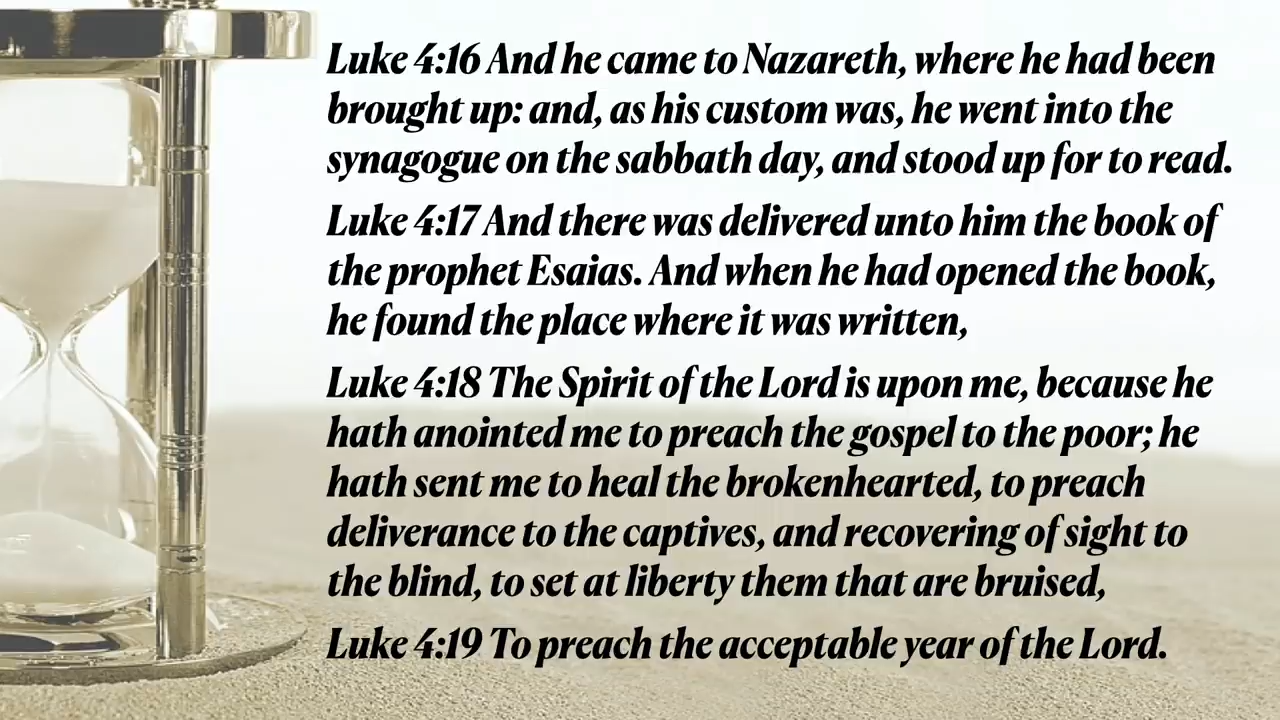 Luke 4:16 And he came to Nazareth, where he had been
brought up: and, as his custom was, he went into the
synagogue on the sabbath day, and stood up for to read.
Luke 4:17 And there was delivered unto him the book of
the prophet Esaias. And when he had opened the book,
he found the place where it was written,
Luke 4:18 The Spirit of the Lord is upon me, because he
hath anointed me to preach the gospel to the poor; he
hath sent me to heal the brokenhearted, to preach
deliverance to the captives, and recovering of sight to
the blind, to set at liberty them that are bruised,
Luke 4:19 To preach the acceptable year of the Lord.